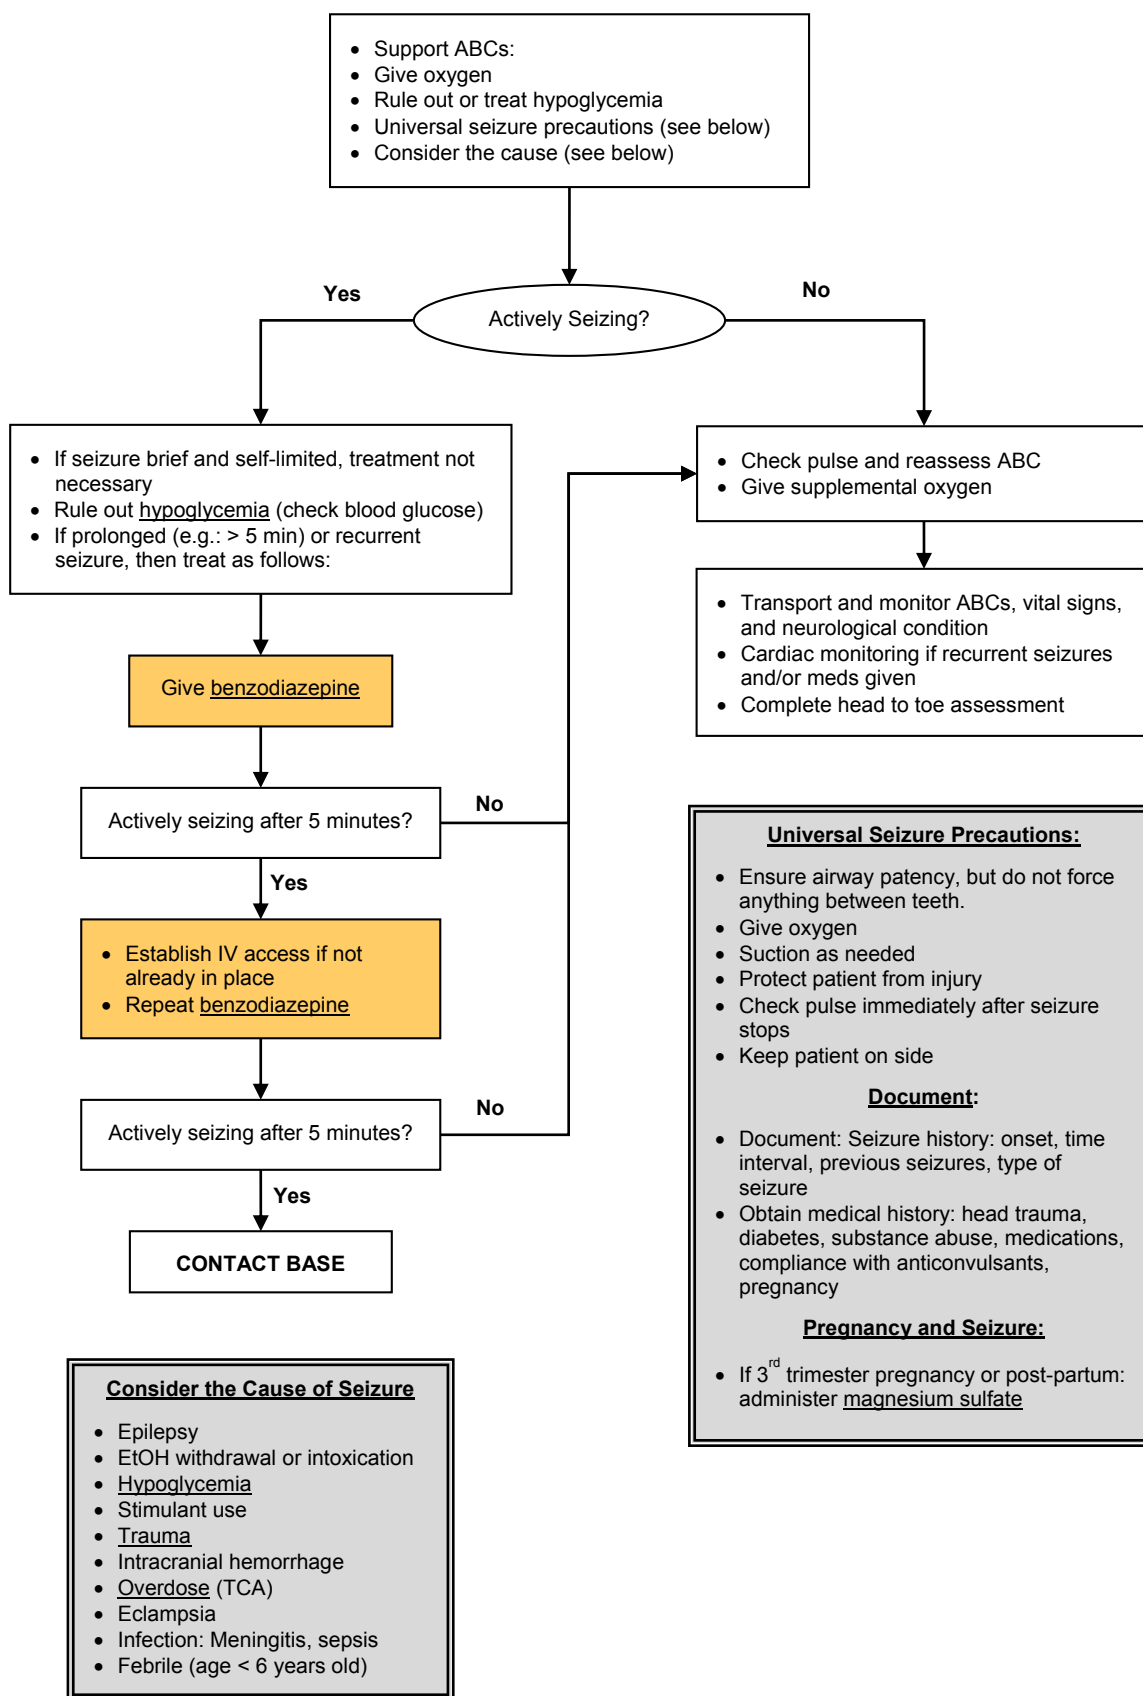 • Support ABCs:
• Give oxygen
• Rule out or treat hypoglycemia
• Universal seizure precautions (see below)
• Consider the cause (see below)
Yes
No
Actively Seizing?
• If seizure brief and self-limited, treatment not
necessary
• Rule out hypoglycemia (check blood glucose)
• If prolonged (e.g.: > 5 min) or recurrent
seizure, then treat as follows:
• Check pulse and reassess ABC
• Give supplemental oxygen
• Transport and monitor ABCs, vital signs,
and neurological condition
• Cardiac monitoring if recurrent seizures
and/or meds given
• Complete head to toe assessment
Give benzodiazepine
Actively seizing after 5 minutes?
No
Yes
• Establish IV access if not
already in place
• Repeat benzodiazepine
Actively seizing after 5 minutes?
No
Yes
CONTACT BASE
Universal Seizure Precautions:
• Ensure airway patency, but do not force
anything between teeth.
• Give oxygen
• Suction as needed
• Protect patient from injury
• Check pulse immediately after seizure
stops
• Keep patient on side
Document:
• Document: Seizure history: onset, time
interval, previous seizures, type of
seizure
• Obtain medical history: head trauma,
diabetes, substance abuse, medications,
compliance with anticonvulsants,
pregnancy
Pregnancy and Seizure:
• If 3rd trimester pregnancy or post-partum:
administer magnesium sulfate
Consider the Cause of Seizure
• Epilepsy
• EtOH withdrawal or intoxication
• Hypoglycemia
• Stimulant use
• Trauma
• Intracranial hemorrhage
• Overdose (TCA)
• Eclampsia
• Infection: Meningitis, sepsis
• Febrile (age < 6 years old)